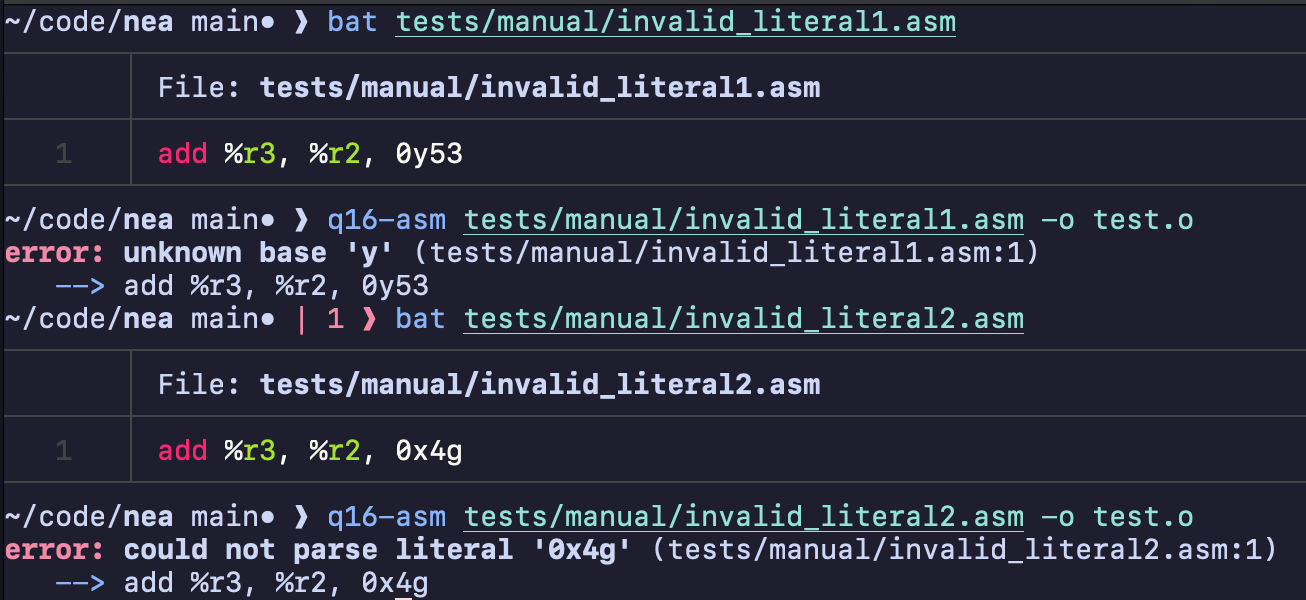 ~/code/nea main● ❱ bat tests/manual/invalid_literal1.asm
File: tests/manual/invalid_literal1.asm
1 add %r3, %r2, 0y53
~/code/nea main● ❱ q16-asm tests/manual/invalid_literal1.asm -o test.o
error: unknown base 'y' (tests/manual/invalid_literal1.asm:1)
--> add %r3, %r2, 0y53
~/code/nea main● | 1 ❱ bat tests/manual/invalid_literal2.asm
File: tests/manual/invalid_literal2.asm
1 add %r3, %r2, 0x4g
~/code/nea main● ❱ q16-asm tests/manual/invalid_literal2.asm -o test.o
error: could not parse literal '0x4g' (tests/manual/invalid_literal2.asm:1)
--> add %r3, %r2, 0x4g